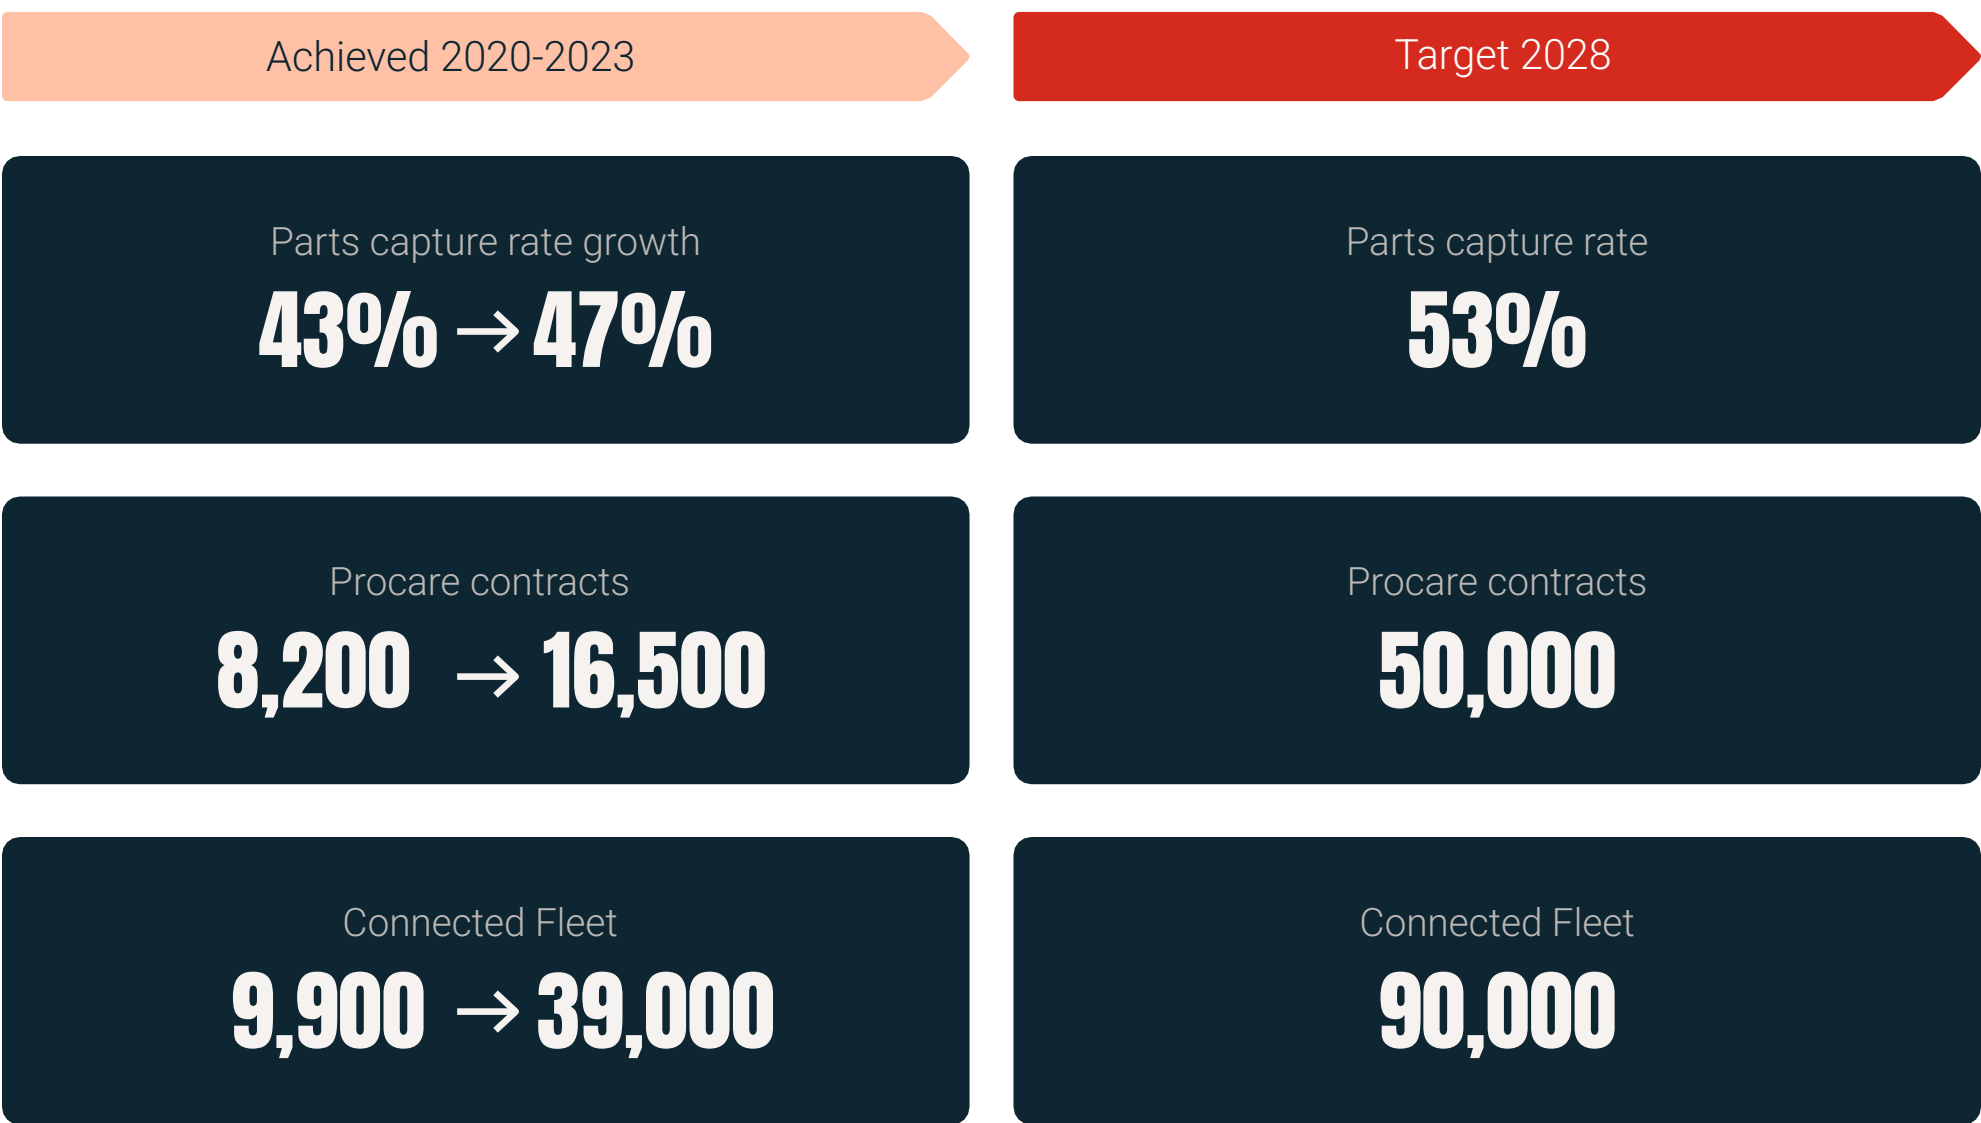 Achieved 2020-2023
Target 2028
Parts capture rate growth
43% → 47%
Parts capture rate
53%
Procare contracts
8,200 → 16,500
Procare contracts
50,000
Connected Fleet
9,900 → 39,000
Connected Fleet
90,000